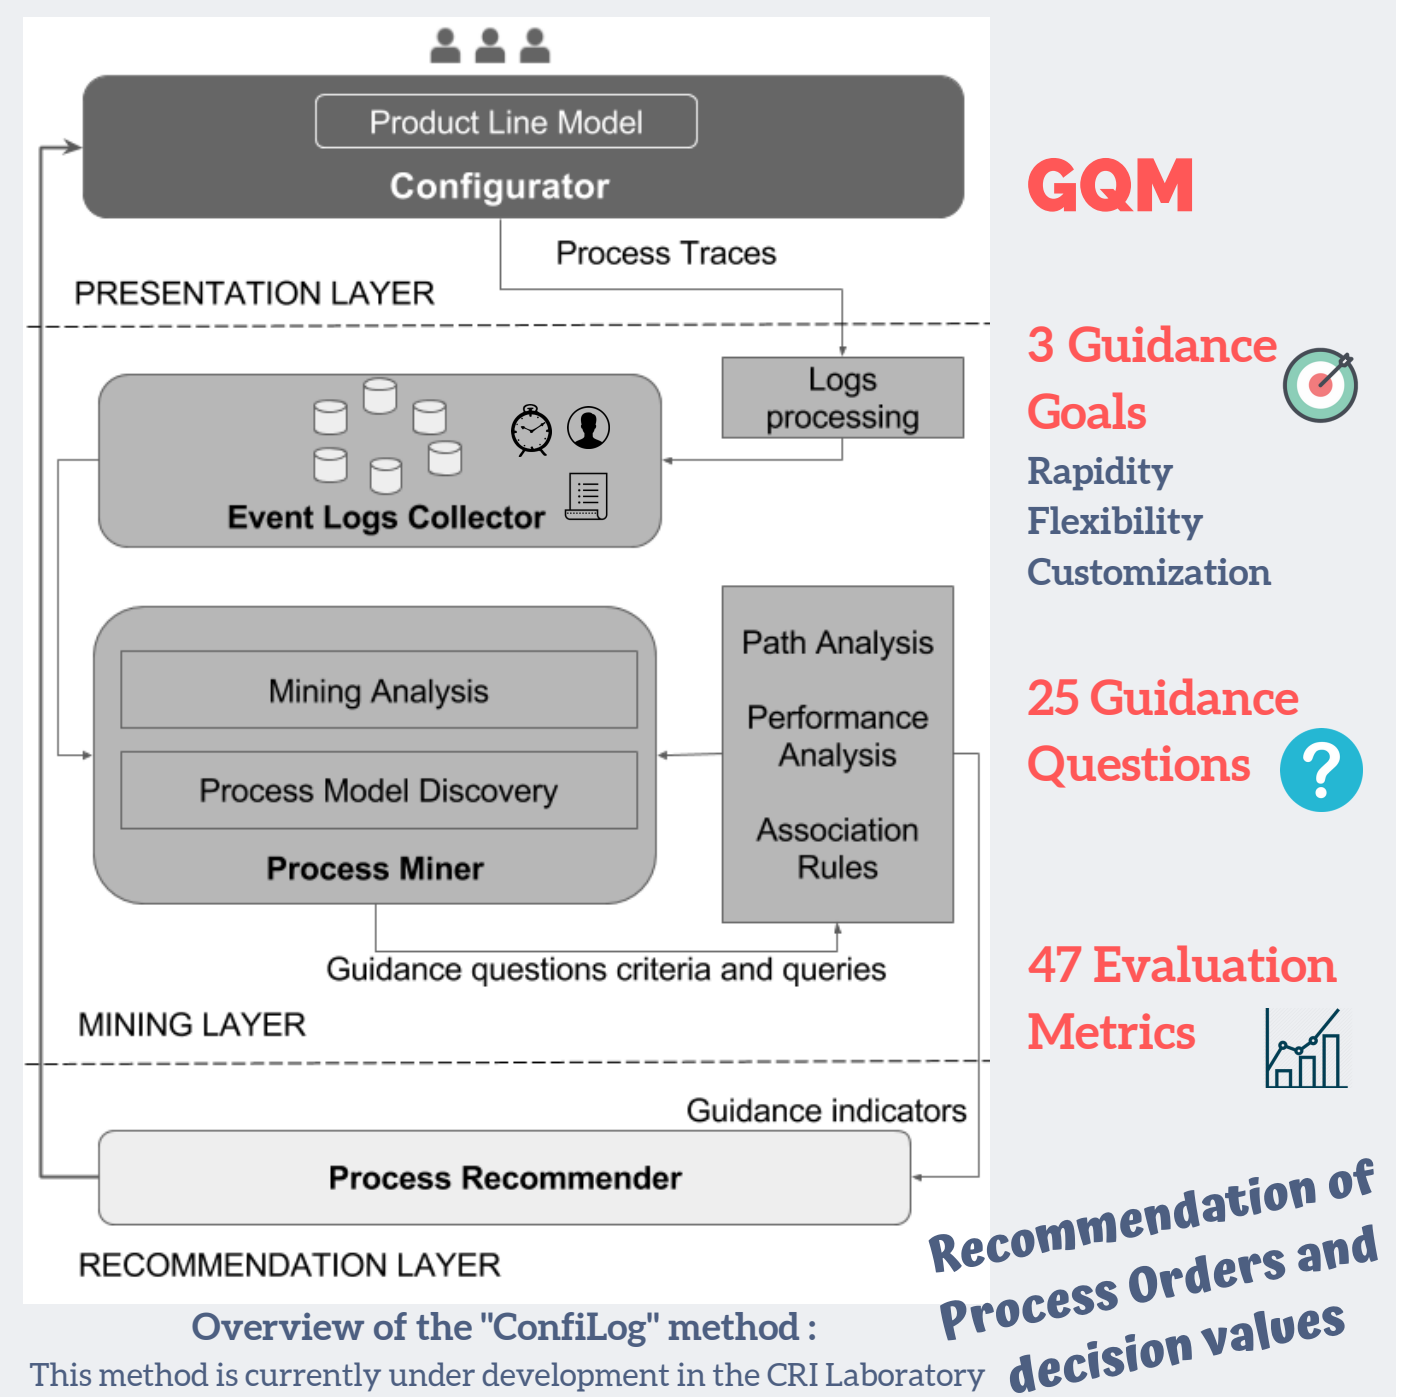 Product Line Model
Configurator
Process Traces
PRESENTATION LAYER
Logs
processing
Event Logs Collector
Mining Analysis
Process Model Discovery
Process Miner
Path Analysis
Performance
Analysis
Association
Rules
Guidance questions criteria and queries
MINING LAYER
Guidance indicators
Process Recommender
RECOMMENDATION LAYER
GQM
3 Guidance
Goals
Rapidity
Flexibility
Customization
25 Guidance
Questions
?
47 Evaluation
Metrics
Recommendation of
Process Orders and
decision values
Overview of the "ConfiLog" method :
This method is currently under development in the CRI Laboratory